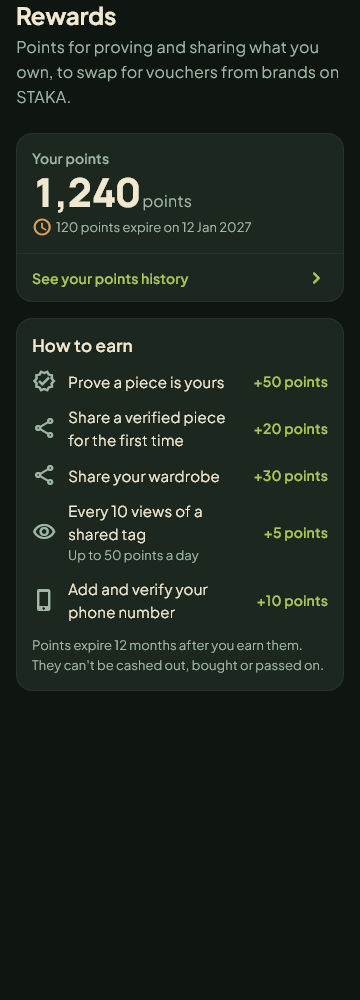 Rewards
Points for proving and sharing what you
own, to swap for vouchers from brands on
STAKA.
Your points
1,240 points
120 points expire on 12 Jan 2027
See your points history
How to earn
Prove a piece is yours
+50 points
Share a verified piece
for the first time
+20 points
Share your wardrobe
+30 points
Every 10 views of a
shared tag
Up to 50 points a day
+5 points
Add and verify your
phone number
+10 points
Points expire 12 months after you earn them.
They can't be cashed out, bought or passed on.